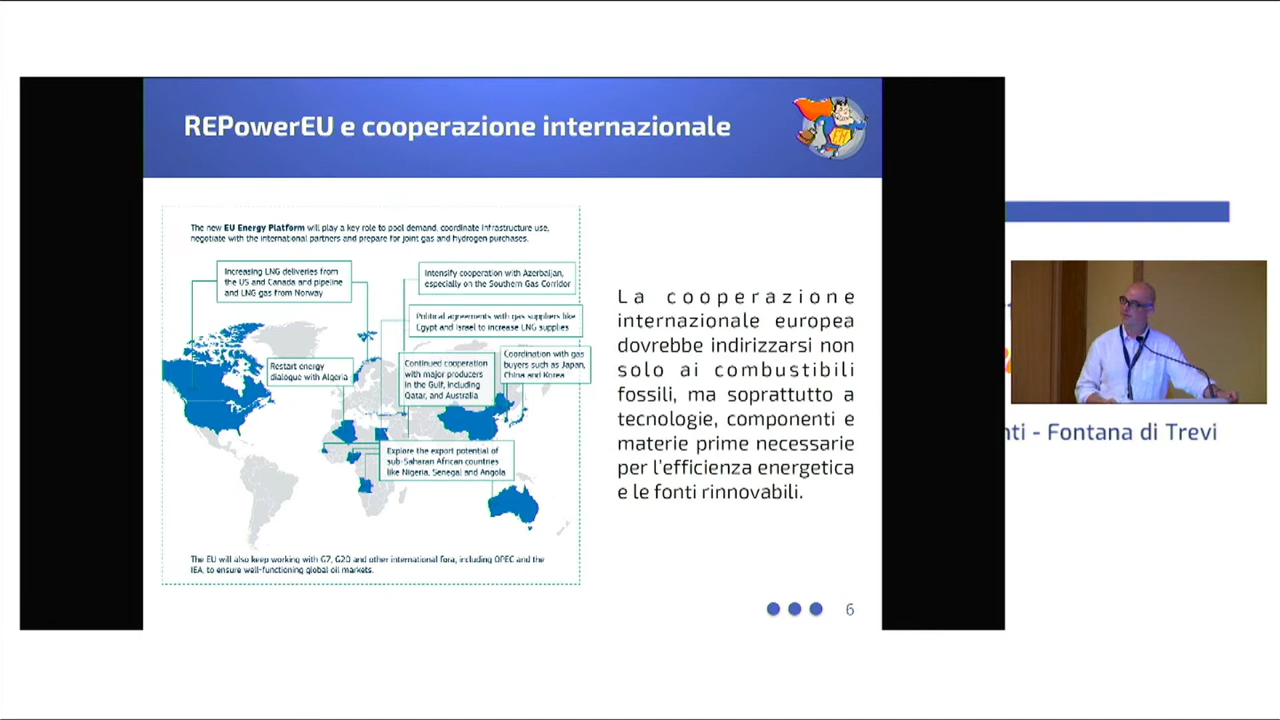 REPowerEU e cooperazione internazionale
The new EU Energy Platform will play a key role to pool demand, coordinate infrastructure use,
negotiate with the international partners and prepare for joint gas and hydrogen purchases.
Increasing LNG deliveries from
the US and Canada and pipeline
and LNG gas from Norway
Intensify cooperation with Azerbaijan,
especially on the Southern Gas Corridor
Political agreements with gas suppliers like
Egypt and Israel to increase LNG supplies
Restart energy
dialogue with Algeria
Continued cooperation
with major producers
in the Gulf, including
Qatar, and Australia
Coordination with gas
buyers such as Japan,
China and Korea
Explore the export potential of
sub-Saharan African countries
like Nigeria, Senegal and Angola
The EU will also keep working with G7, G20 and other international fora, including OPEC and the
IEA, to ensure well-functioning global oil markets.
La cooperazione
internazionale europea
dovrebbe indirizzarsi non
solo ai combustibili
fossili, ma soprattutto a
tecnologie, componenti e
materie prime necessarie
per l'efficienza energetica
e le fonti rinnovabili.
6
nti - Fontana di Trevi